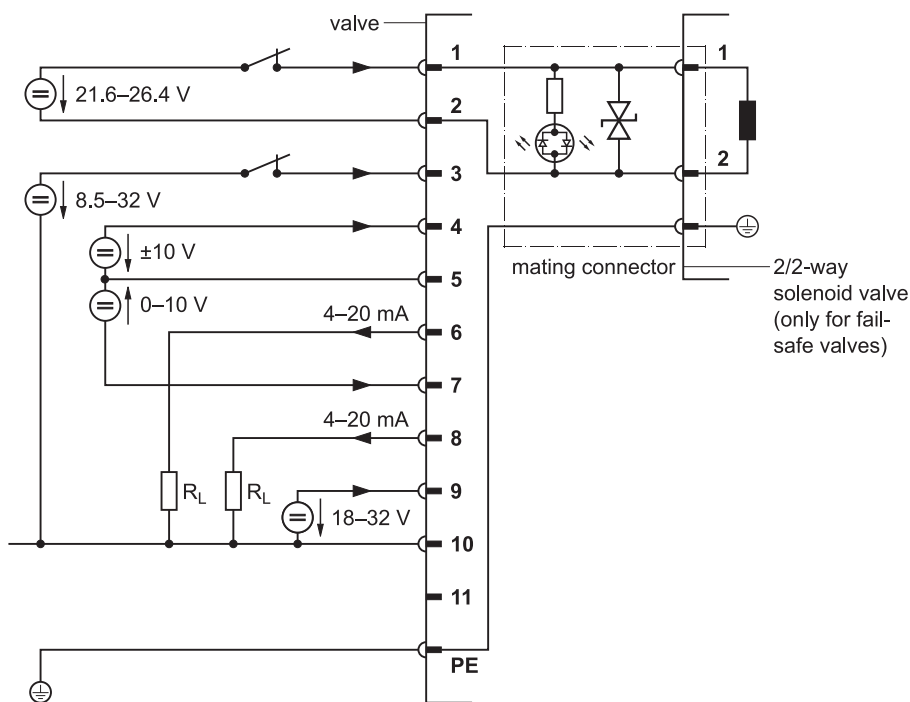 valve
1
21.6–26.4 V
2
3
8.5–32 V
4
±10 V
5
0–10 V
4–20 mA
6
7
4–20 mA
8
R_L
R_L
9
18–32 V
10
11
PE
1
2
mating connector
2/2-way
solenoid valve
(only for fail-
safe valves)